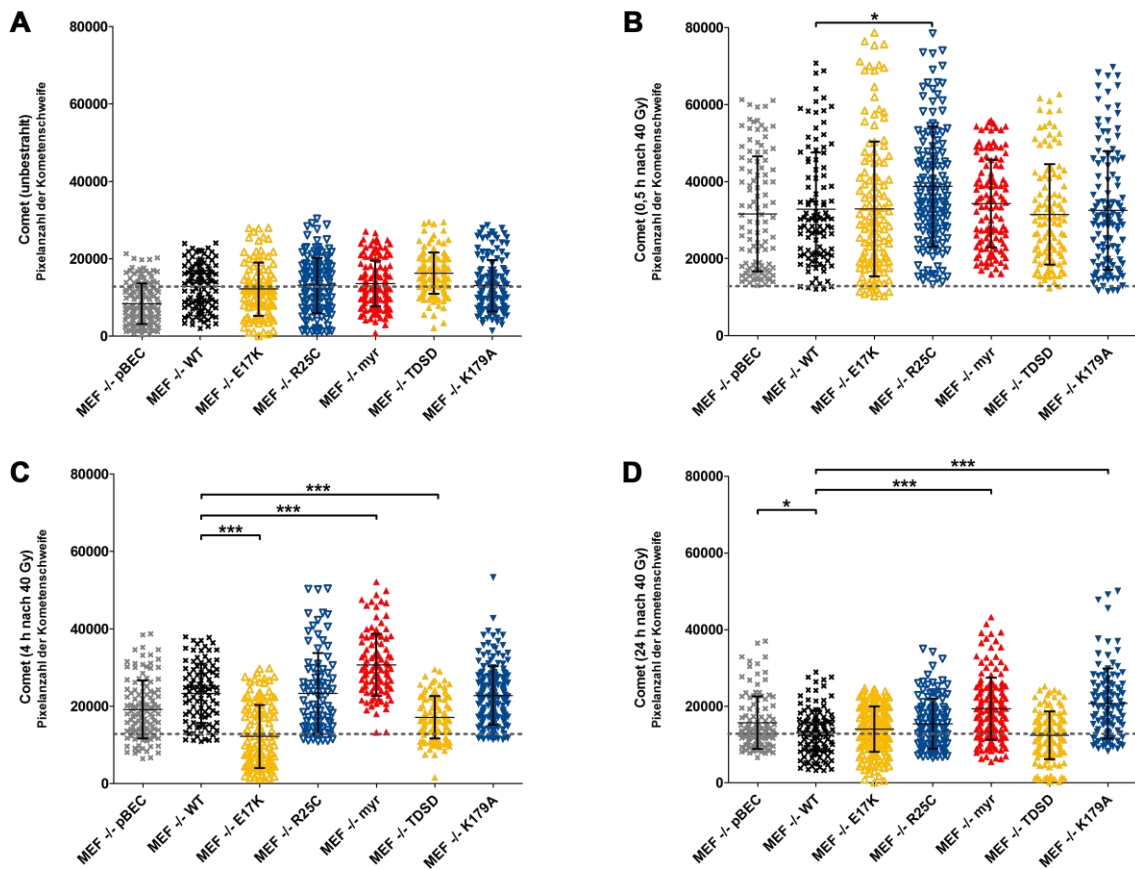 A
Comet (unbestrahlt)
Pixelanzahl der Kometenschweife
80000
60000
40000
20000
0
MEF -/- pBEC
MEF -/- WT
MEF -/- E17K
MEF -/- R25C
MEF -/- myr
MEF -/- TDSD
MEF -/- K179A
B
Comet (0,5 h nach 40 Gy)
Pixelanzahl der Kometenschweife
80000
60000
40000
20000
0
*
MEF -/- pBEC
MEF -/- WT
MEF -/- E17K
MEF -/- R25C
MEF -/- myr
MEF -/- TDSD
MEF -/- K179A
C
Comet (4 h nach 40 Gy)
Pixelanzahl der Kometenschweife
80000
60000
40000
20000
0
***
***
***
MEF -/- pBEC
MEF -/- WT
MEF -/- E17K
MEF -/- R25C
MEF -/- myr
MEF -/- TDSD
MEF -/- K179A
D
Comet (24 h nach 40 Gy)
Pixelanzahl der Kometenschweife
80000
60000
40000
20000
0
***
***
*
MEF -/- pBEC
MEF -/- WT
MEF -/- E17K
MEF -/- R25C
MEF -/- myr
MEF -/- TDSD
MEF -/- K179A